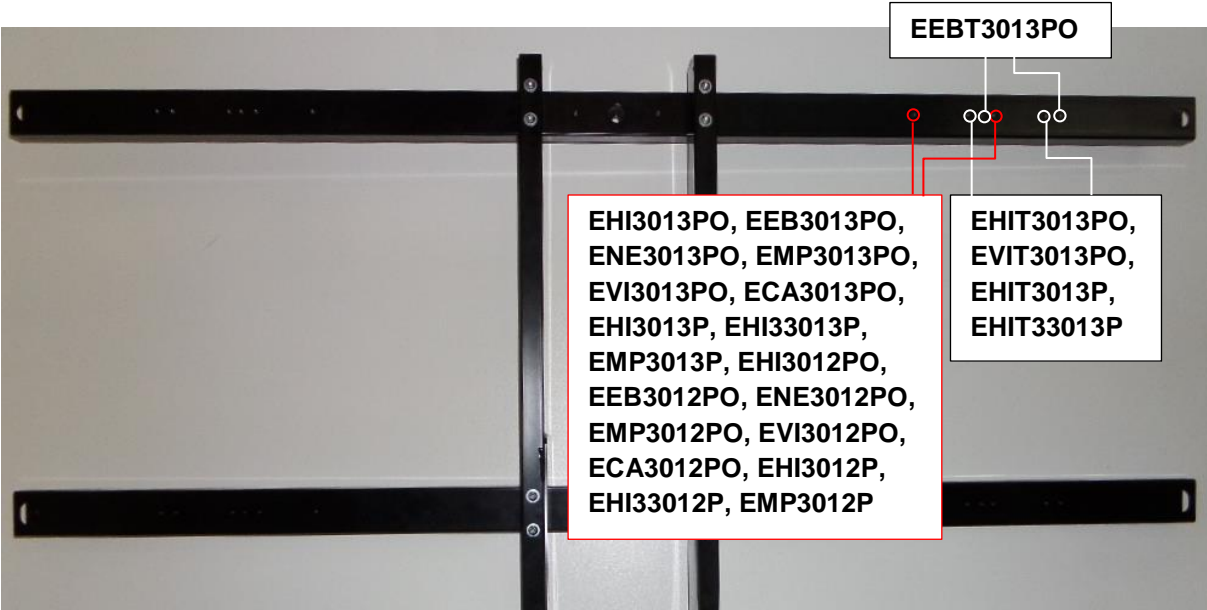 EEBT3013PO
EHI3013PO, EEB3013PO,
ENE3013PO, EMP3013PO,
EVI3013PO, ECA3013PO,
EHI3013P, EHI33013P,
EMP3013P, EHI3012PO,
EEB3012PO, ENE3012PO,
EMP3012PO, EVI3012PO,
ECA3012PO, EHI3012P,
EHI33012P, EMP3012P
EHIT3013PO,
EVIT3013PO,
EHIT3013P,
EHIT33013P